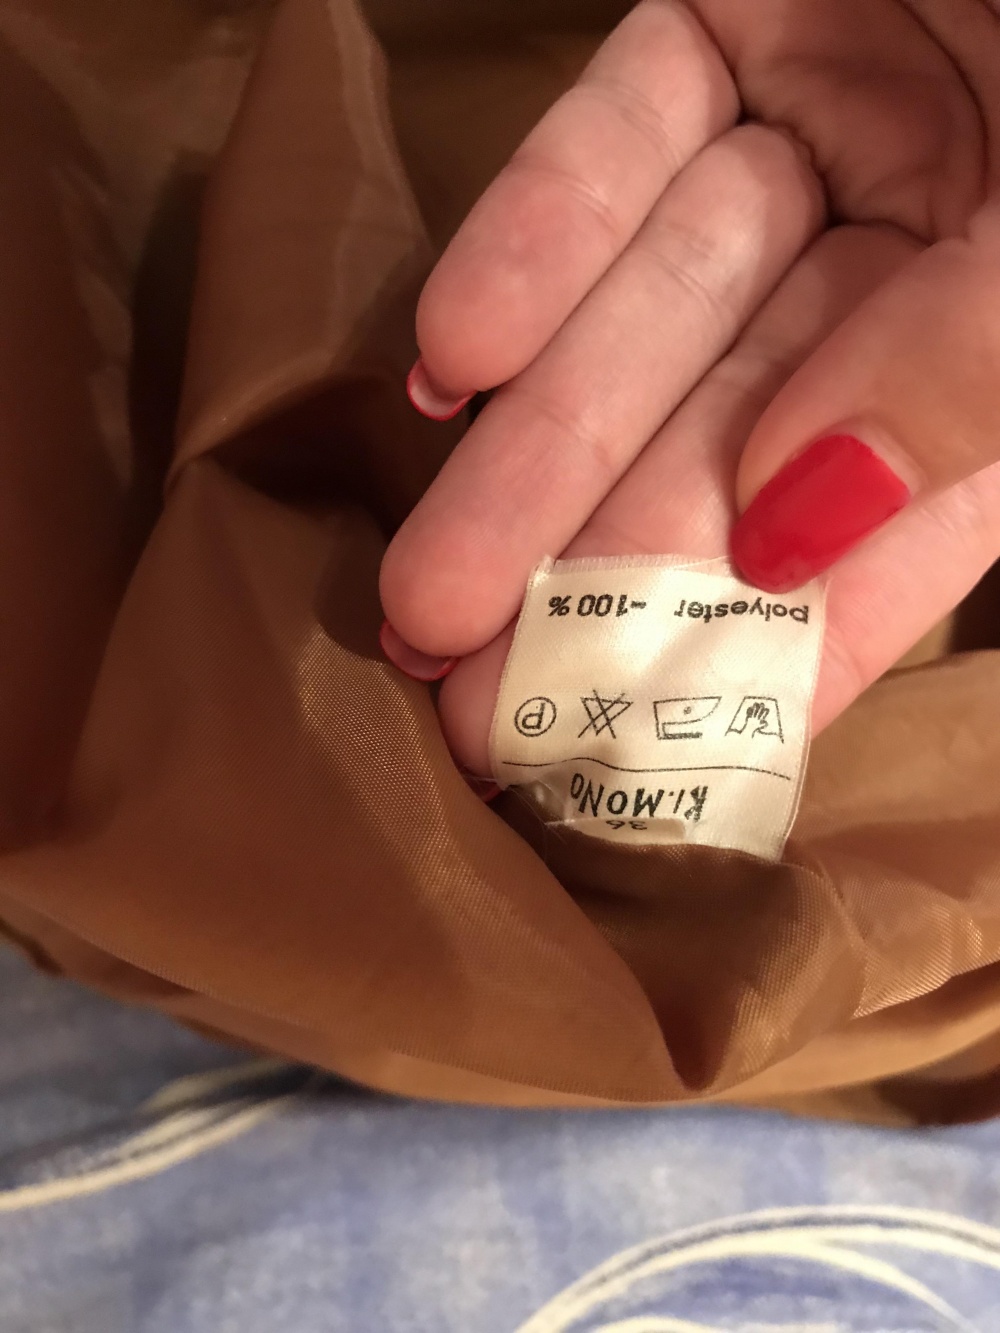 36
KI.MONO
P
polyester -100%